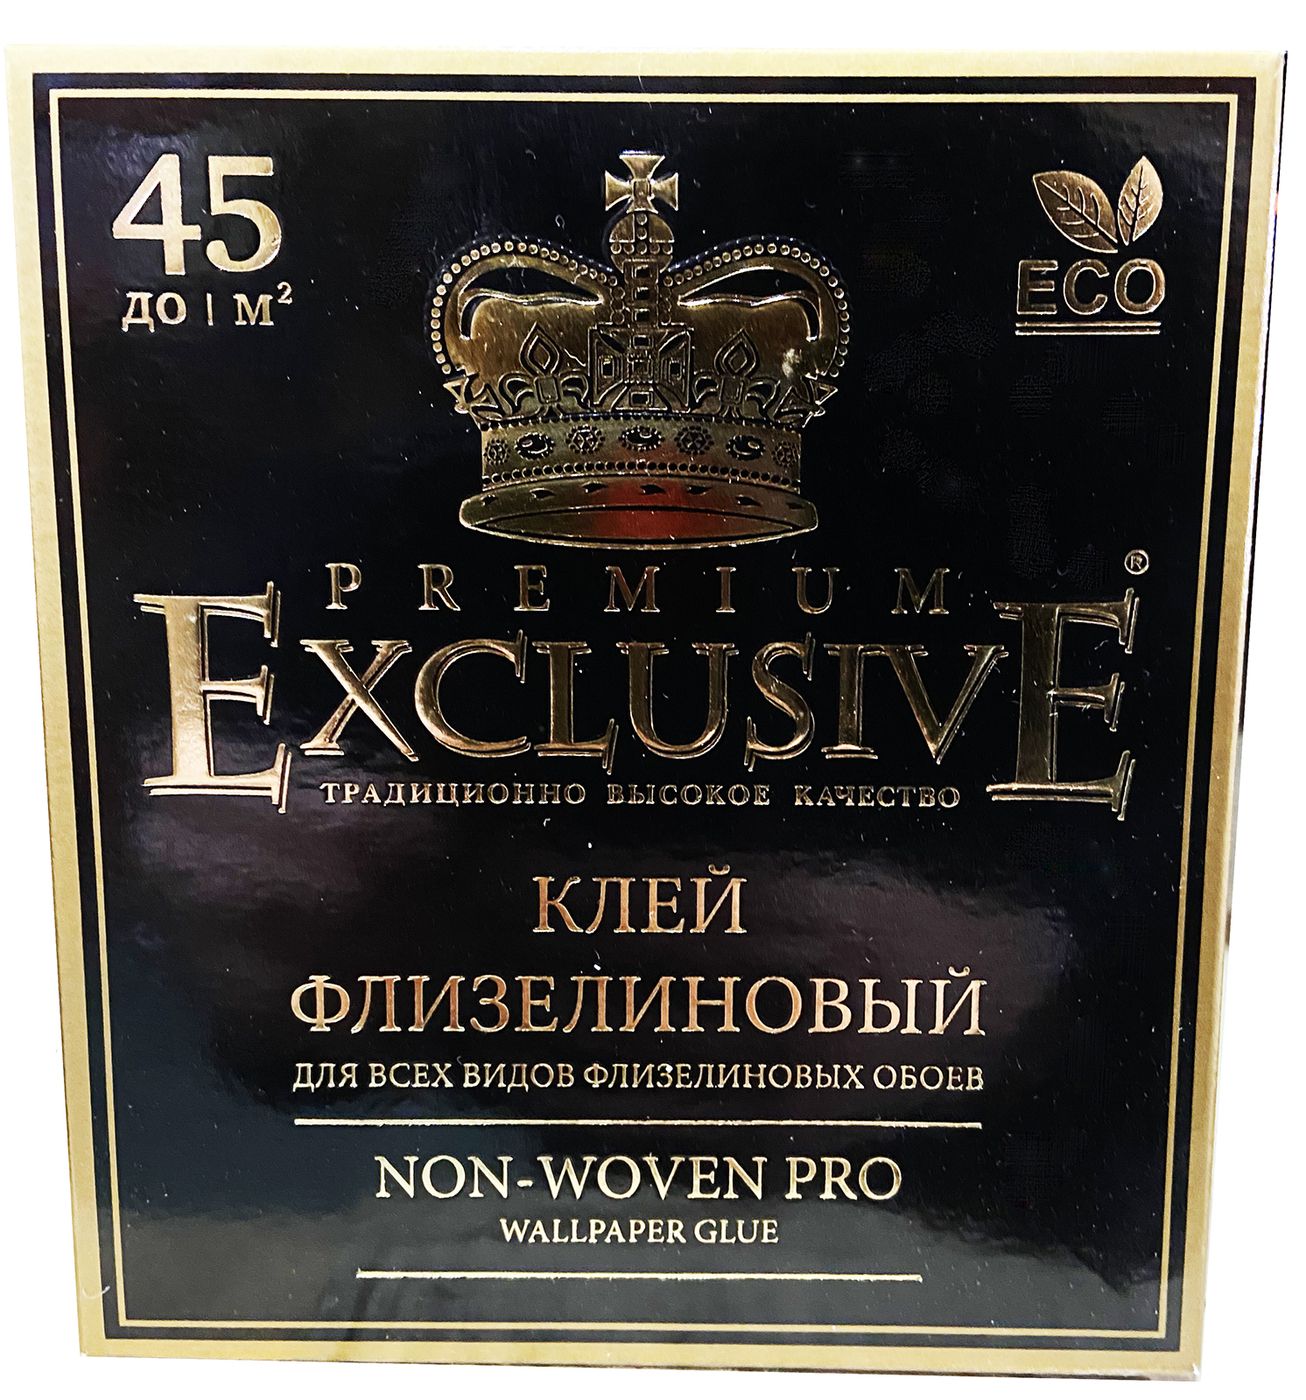 45
ДО | М²
ECO
PREMIUM
EXCLUSIVE®
ТРАДИЦИОННО ВЫСОКОЕ КАЧЕСТВО
КЛЕЙ
ФЛИЗЕЛИНОВЫЙ
ДЛЯ ВСЕХ ВИДОВ ФЛИЗЕЛИНОВЫХ ОБОЕВ
NON-WOVEN PRO
WALLPAPER GLUE